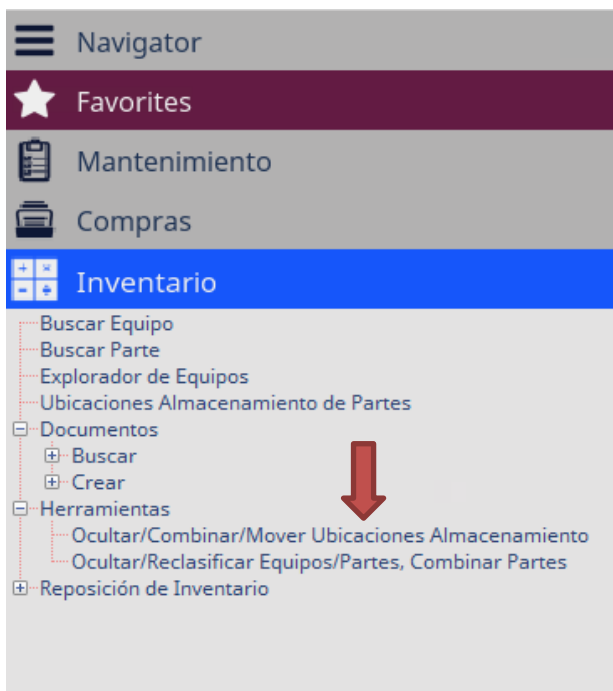 Navigator
Favorites
Mantenimiento
Compras
Inventario
Buscar Equipo
Buscar Parte
Explorador de Equipos
Ubicaciones Almacenamiento de Partes
Documentos
Buscar
Crear
Herramientas
Ocultar/Combinar/Mover Ubicaciones Almacenamiento
Ocultar/Reclasificar Equipos/Partes, Combinar Partes
Reposición de Inventario